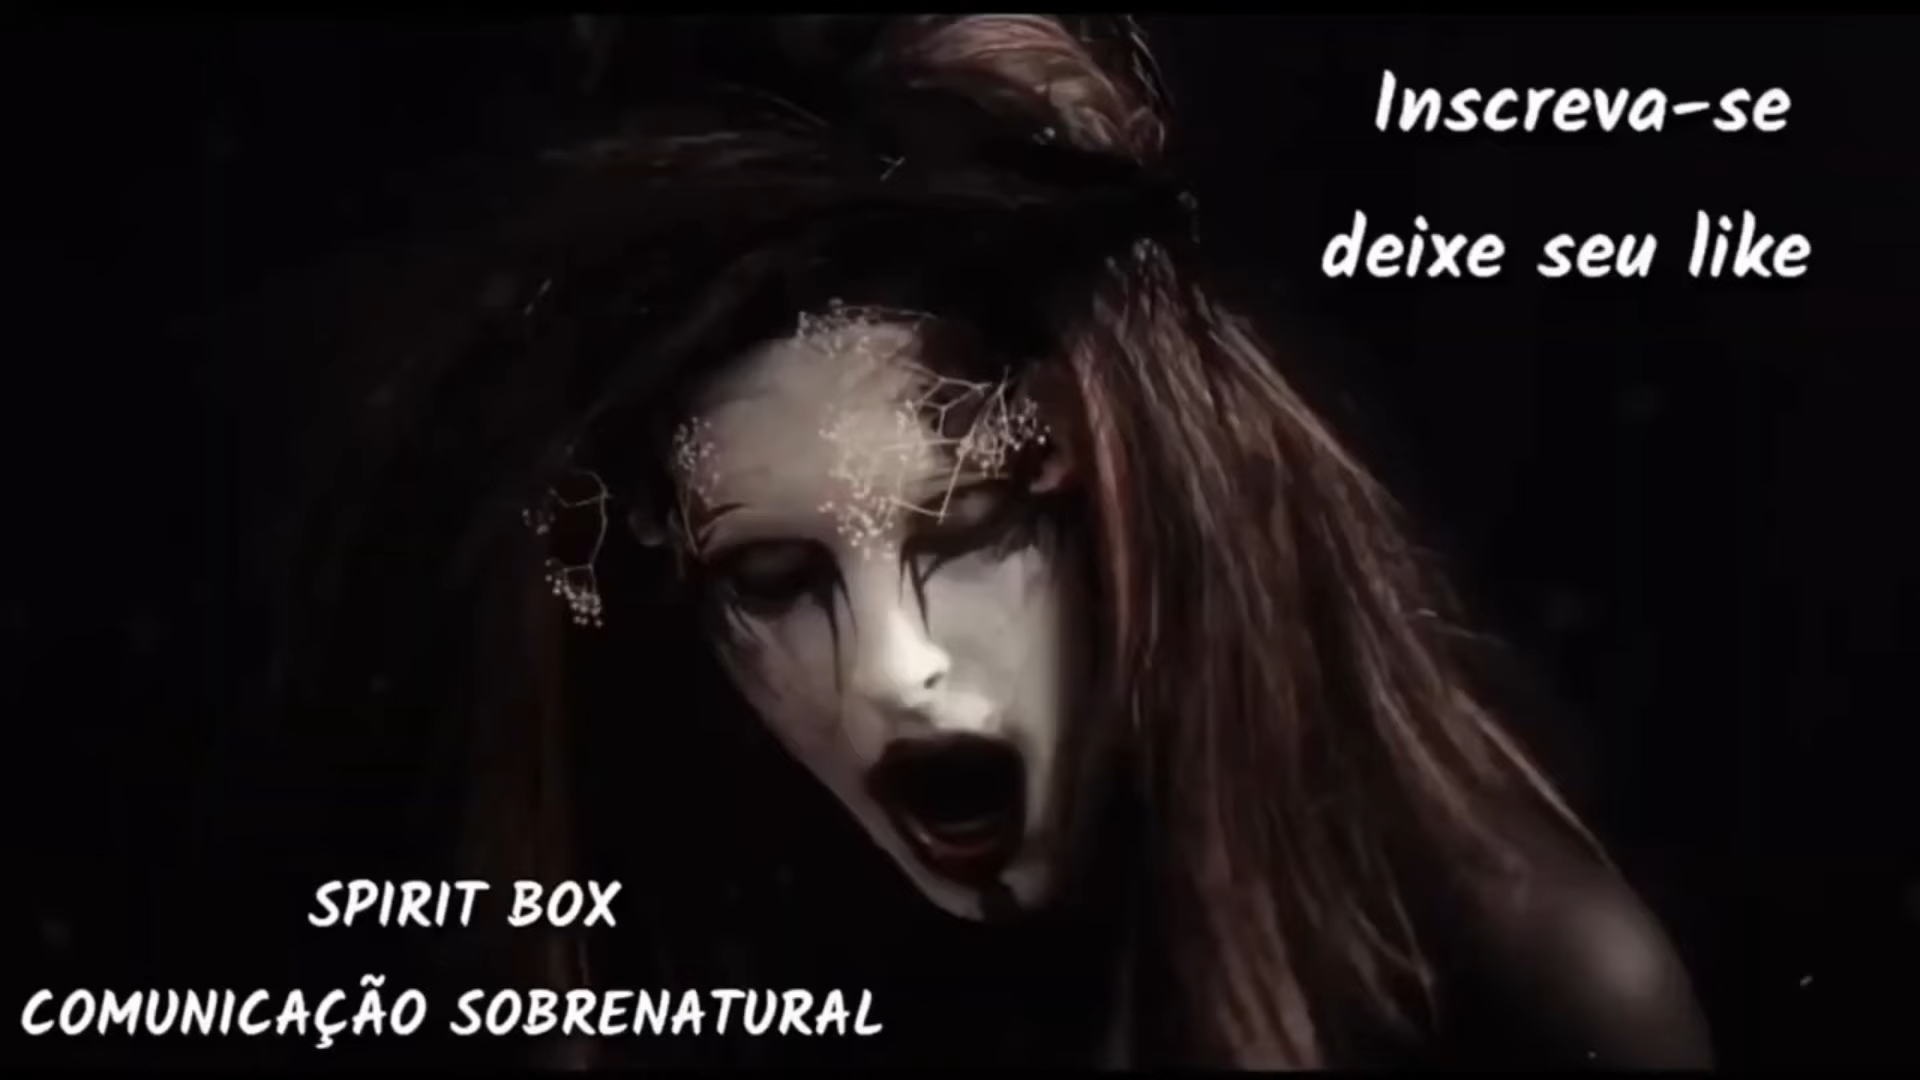 Inscreva-se
deixe seu like
SPIRIT BOX
COMUNICAÇÃO SOBRENATURAL